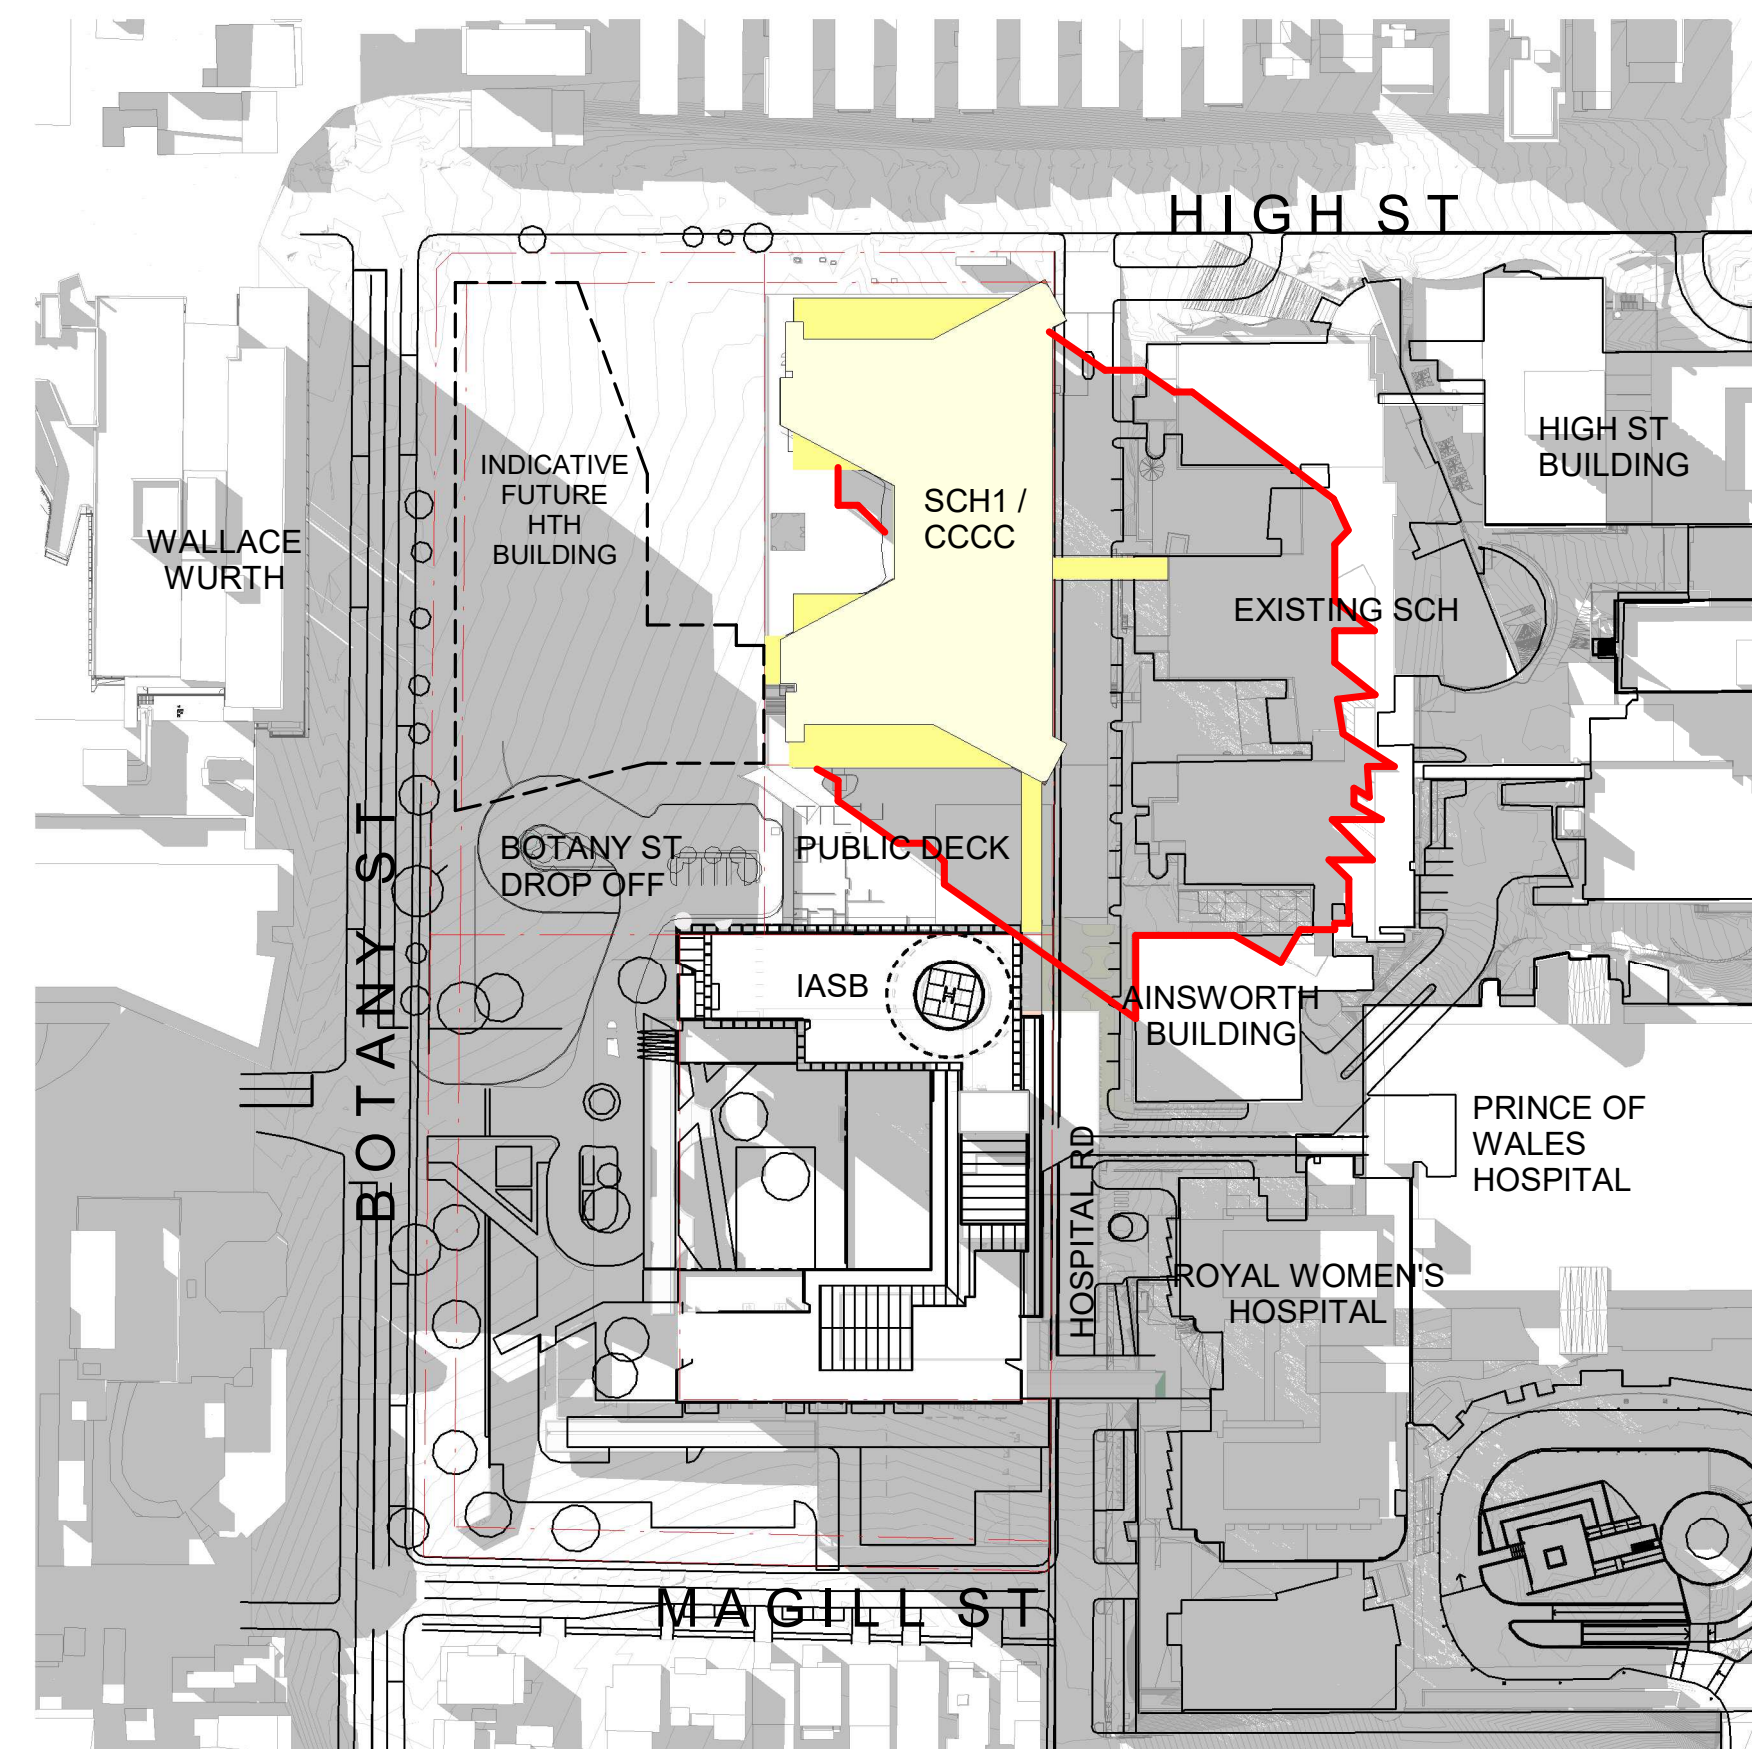 HIGH ST
HIGH ST
BUILDING
INDICATIVE
FUTURE
HTH
BUILDING
SCH1 /
CCCC
WALLACE
WURTH
EXISTING SCH
BOTANY ST
DROP OFF
PUBLIC DECK
BOTANY ST
IASB
H
AINSWORTH
BUILDING
PRINCE OF
WALES
HOSPITAL
HOSPITAL RD
ROYAL WOMEN'S
HOSPITAL
MAGILL ST